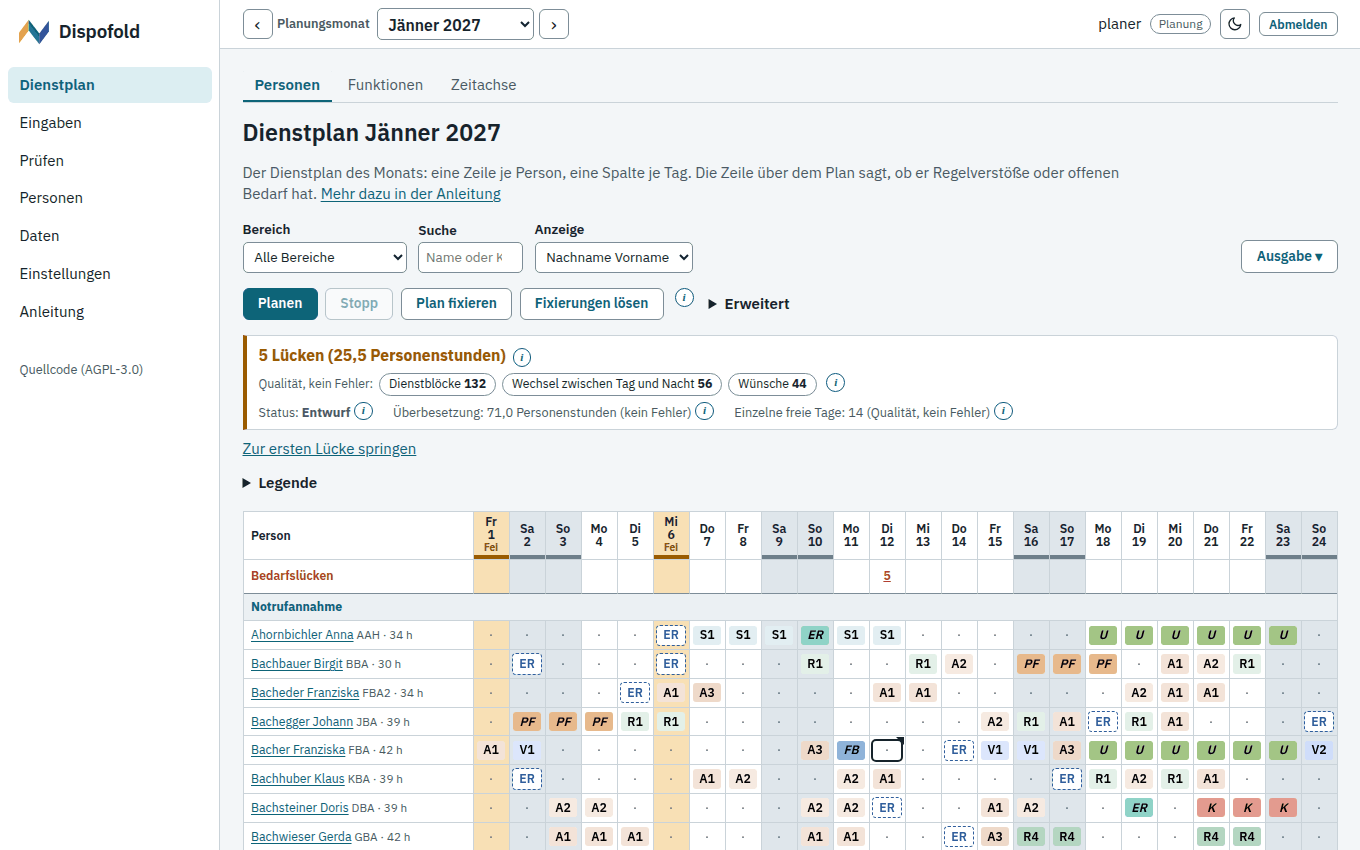 Dispofold
‹ Planungsmonat Jänner 2027 ›
planer Planung Abmelden
Dienstplan
Eingaben
Prüfen
Personen
Daten
Einstellungen
Anleitung
Quellcode (AGPL-3.0)
Personen Funktionen Zeitachse
Dienstplan Jänner 2027
Der Dienstplan des Monats: eine Zeile je Person, eine Spalte je Tag. Die Zeile über dem Plan sagt, ob er Regelverstöße oder offenen
Bedarf hat. Mehr dazu in der Anleitung
Bereich Suche Anzeige
Alle Bereiche Name oder K Nachname Vorname Ausgabe ▾
Planen Stopp Plan fixieren Fixierungen lösen i ▶ Erweitert
5 Lücken (25,5 Personenstunden) i
Qualität, kein Fehler: Dienstblöcke 132 Wechsel zwischen Tag und Nacht 56 Wünsche 44 i
Status: Entwurf i Überbesetzung: 71,0 Personenstunden (kein Fehler) i Einzelne freie Tage: 14 (Qualität, kein Fehler) i
Zur ersten Lücke springen
▶ Legende
Person Fr 1 Fei Sa 2 So 3 Mo 4 Di 5 Mi 6 Fei Do 7 Fr 8 Sa 9 So 10 Mo 11 Di 12 Mi 13 Do 14 Fr 15 Sa 16 So 17 Mo 18 Di 19 Mi 20 Do 21 Fr 22 Sa 23 So 24
Bedarfslücken 5
Notrufannahme
Ahornbichler Anna AAH · 34 h · · · · · ER S1 S1 S1 ER S1 S1 · · · · · U U U U U U ·
Bachbauer Birgit BBA · 30 h · ER · · · ER · · · R1 · · R1 A2 · PF PF PF · A1 A2 R1 · ·
Bacheder Franziska FBA2 · 34 h · · · · ER A1 A3 · · · · A1 A1 · · · · · A2 A1 A1 · · ·
Bachegger Johann JBA · 39 h · PF PF PF R1 R1 · · · · · · · · A2 R1 A1 ER R1 A1 · · · ER
Bacher Franziska FBA · 42 h A1 V1 · · · · · · · A3 FB · · ER V1 V1 A3 U U U U U U V2
Bachhuber Klaus KBA · 39 h · ER · · · · A1 A2 · · A2 A1 · · · · ER R1 A2 R1 A1 · · ·
Bachsteiner Doris DBA · 39 h · · A2 A2 · · · · · A2 A2 ER · · A1 A2 · · ER · K K K ·
Bachwieser Gerda GBA · 42 h · · A1 A1 A1 · · · · A1 A1 · · ER A3 R4 R4 · · · R4 R4 · ·